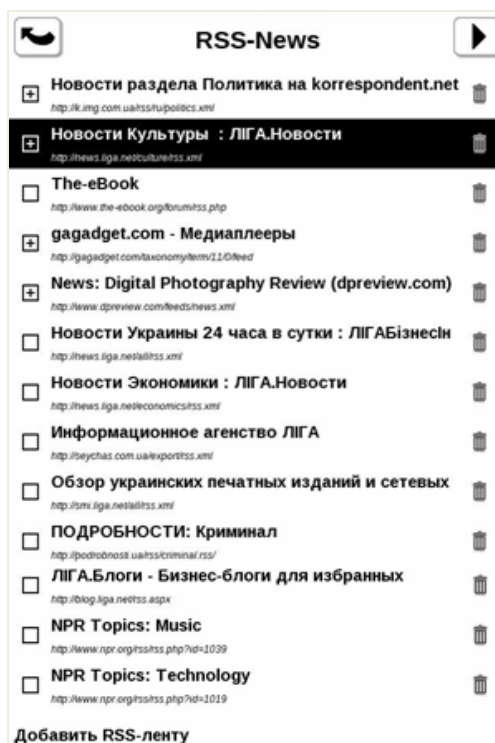 RSS-News
Новости раздела Политика на korrespondent.net
http://k.img.com.ua/rss/ru/politics.xml
Новости Культуры : ЛІГА.Новости
http://news.liga.net/culture/rss.xml
The-eBook
http://www.the-ebook.org/forum/rss.php
gagadget.com - Медиаплееры
http://gagadget.com/taxonomy/term/11/0/feed
News: Digital Photography Review (dpreview.com)
http://www.dpreview.com/feeds/news.xml
Новости Украины 24 часа в сутки : ЛІГАБізнесІн
http://news.liga.net/all/rss.xml
Новости Экономики : ЛІГА.Новости
http://news.liga.net/economics/rss.xml
Информационное агенство ЛІГА
http://seychas.com.ua/export/rss.xml
Обзор украинских печатных изданий и сетевых
http://smi.liga.net/all/rss.xml
ПОДРОБНОСТИ: Криминал
http://podrobnosti.ua/rss/criminal.rss/
ЛІГА.Блоги - Бизнес-блоги для избранных
http://blog.liga.net/rss.aspx
NPR Topics: Music
http://www.npr.org/rss/rss.php?id=1039
NPR Topics: Technology
http://www.npr.org/rss/rss.php?id=1019
Добавить RSS-ленту